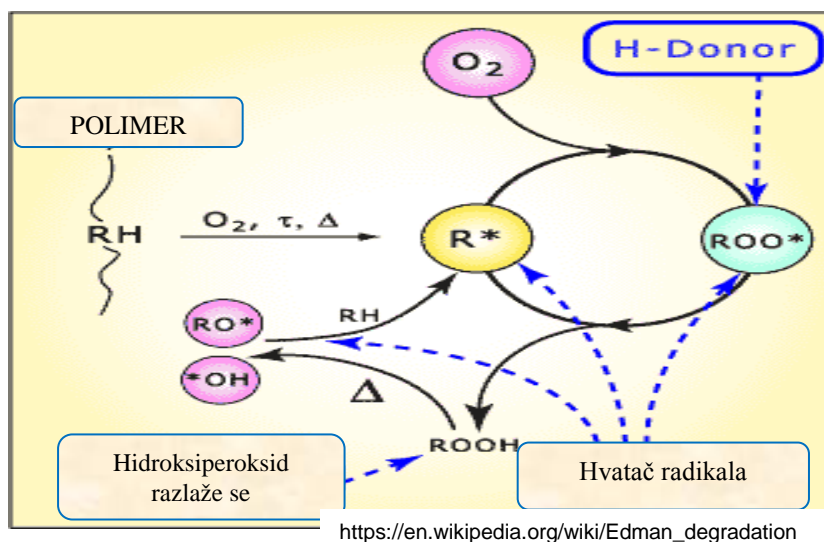 O2
H-Donor
POLIMER
RH
O2, τ, Δ
R*
ROO*
RO*
RH
*OH
Δ
ROOH
Hidroksiperoksid
razlaže se
Hvatač radikala
https://en.wikipedia.org/wiki/Edman_degradation